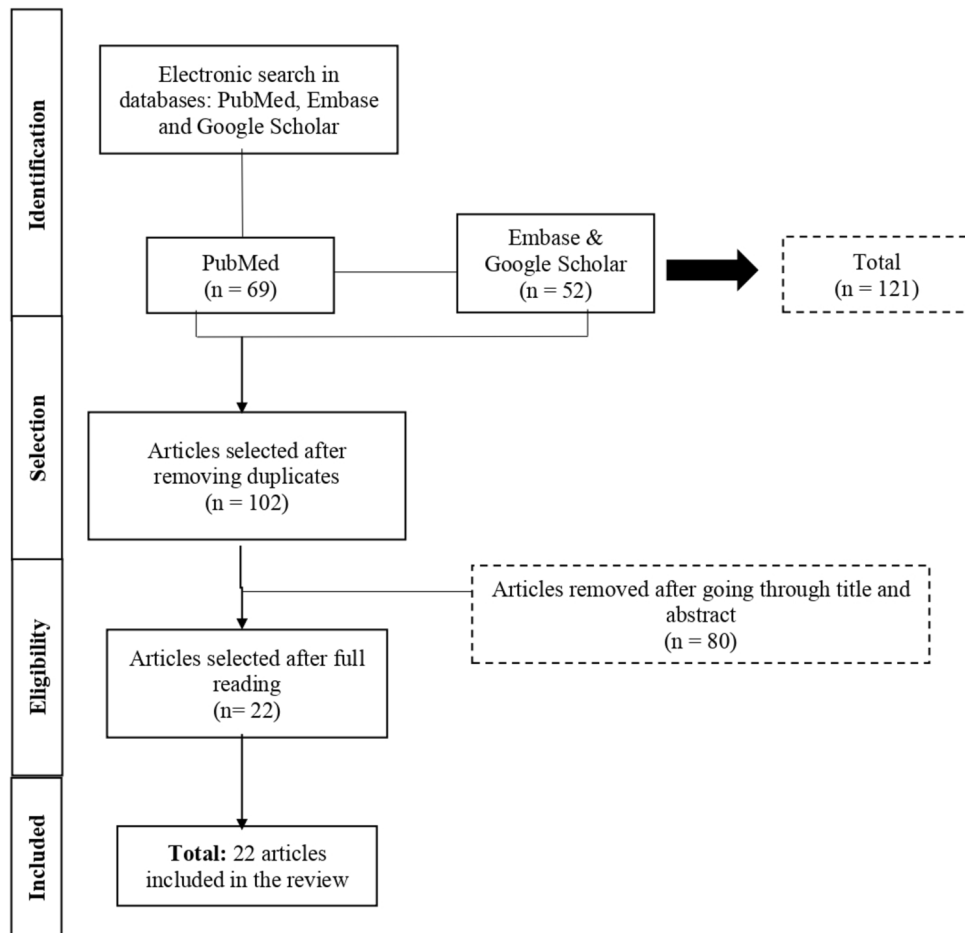 Identification
Electronic search in
databases: PubMed, Embase
and Google Scholar
PubMed
(n = 69)
Embase &
Google Scholar
(n = 52)
Total
(n = 121)
Selection
Articles selected after
removing duplicates
(n = 102)
Eligibility
Articles removed after going through title and
abstract
(n = 80)
Articles selected after full
reading
(n= 22)
Included
Total: 22 articles
included in the review